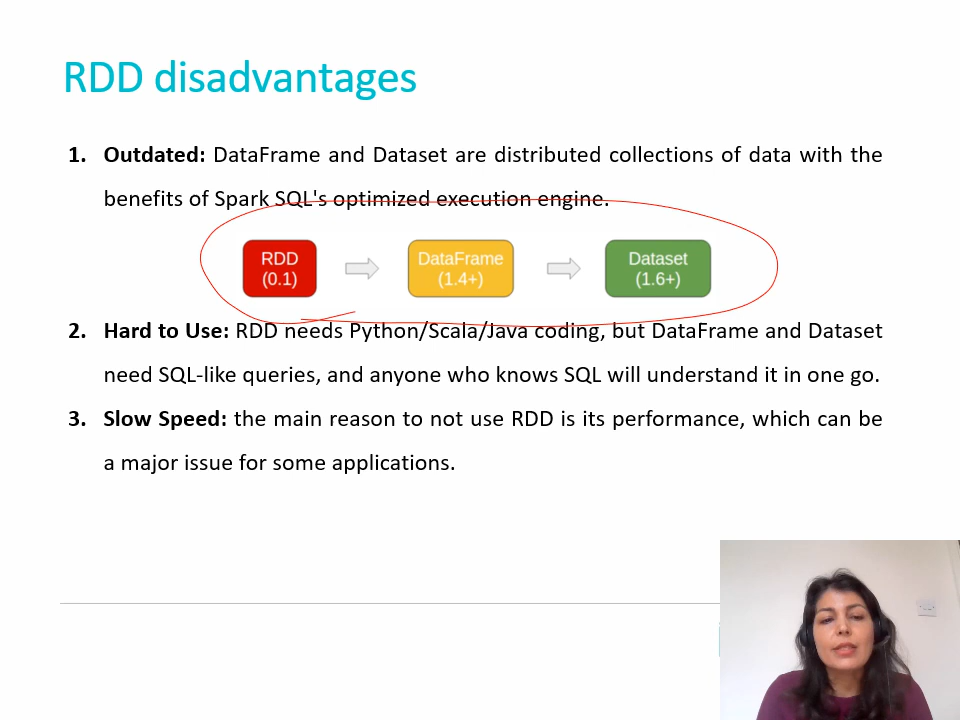 RDD disadvantages
1. Outdated: DataFrame and Dataset are distributed collections of data with the
benefits of Spark SQL's optimized execution engine.
RDD
(0.1)
DataFrame
(1.4+)
Dataset
(1.6+)
2. Hard to Use: RDD needs Python/Scala/Java coding, but DataFrame and Dataset
need SQL-like queries, and anyone who knows SQL will understand it in one go.
3. Slow Speed: the main reason to not use RDD is its performance, which can be
a major issue for some applications.